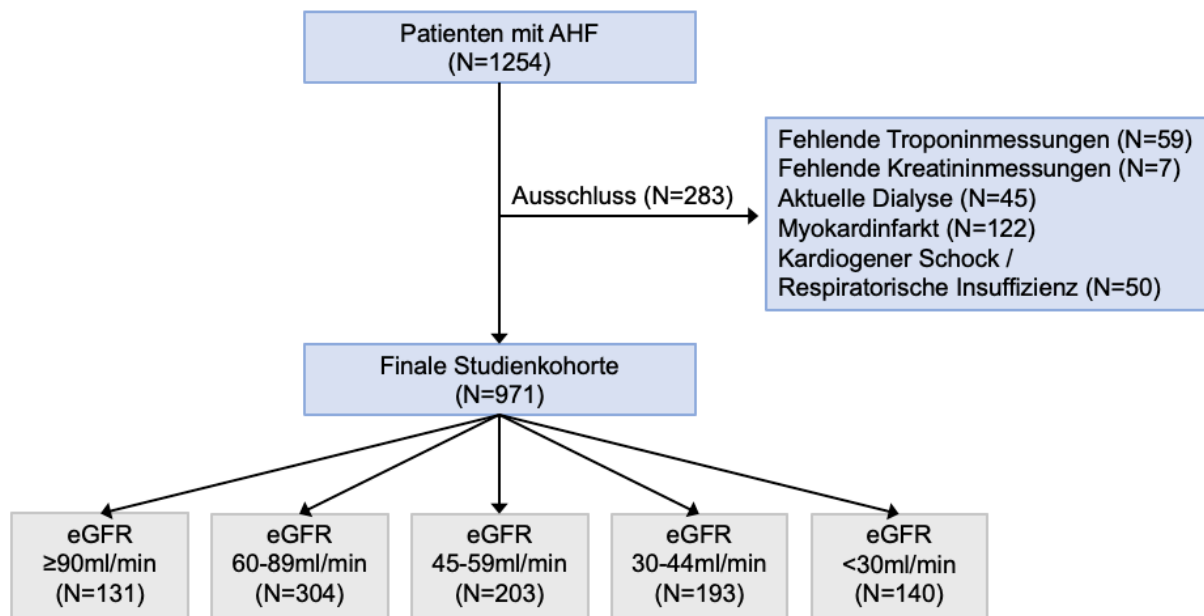 Patienten mit AHF
(N=1254)
Ausschluss (N=283)
Fehlende Troponinmessungen (N=59)
Fehlende Kreatininmessungen (N=7)
Aktuelle Dialyse (N=45)
Myokardinfarkt (N=122)
Kardiogener Schock /
Respiratorische Insuffizienz (N=50)
Finale Studienkohorte
(N=971)
eGFR
≥90ml/min
(N=131)
eGFR
60-89ml/min
(N=304)
eGFR
45-59ml/min
(N=203)
eGFR
30-44ml/min
(N=193)
eGFR
<30ml/min
(N=140)